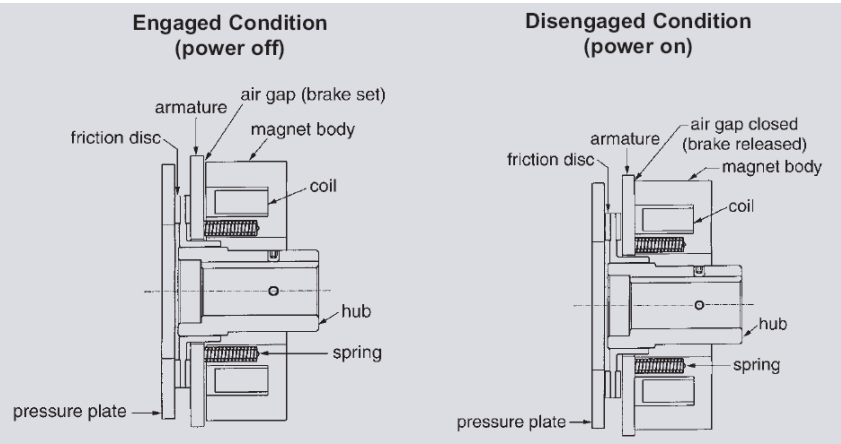 Engaged Condition
(power off)
air gap (brake set)
armature
magnet body
friction disc
coil
hub
spring
pressure plate
Disengaged Condition
(power on)
air gap closed
(brake released)
armature
magnet body
friction disc
coil
hub
spring
pressure plate